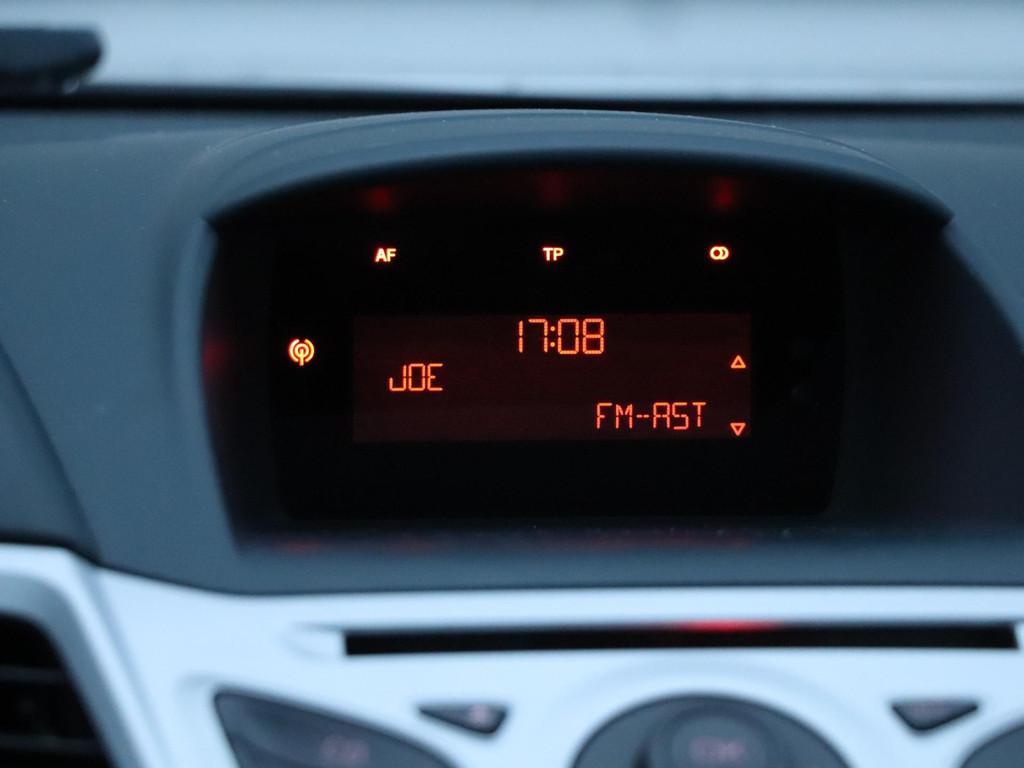 AF TP
17:08
JOE
FM-AST